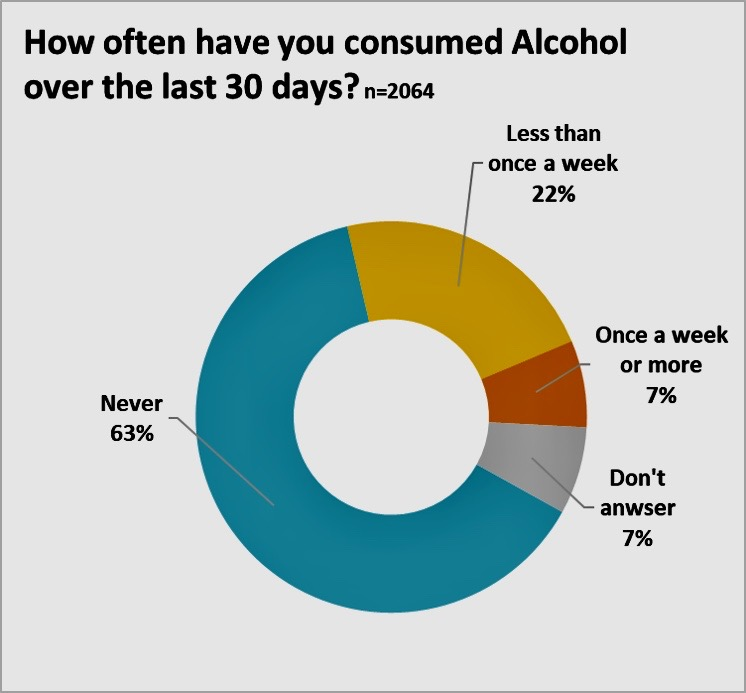 How often have you consumed Alcohol
over the last 30 days? n=2064
Less than
once a week
22%
Once a week
or more
7%
Never
63%
Don't
anwser
7%